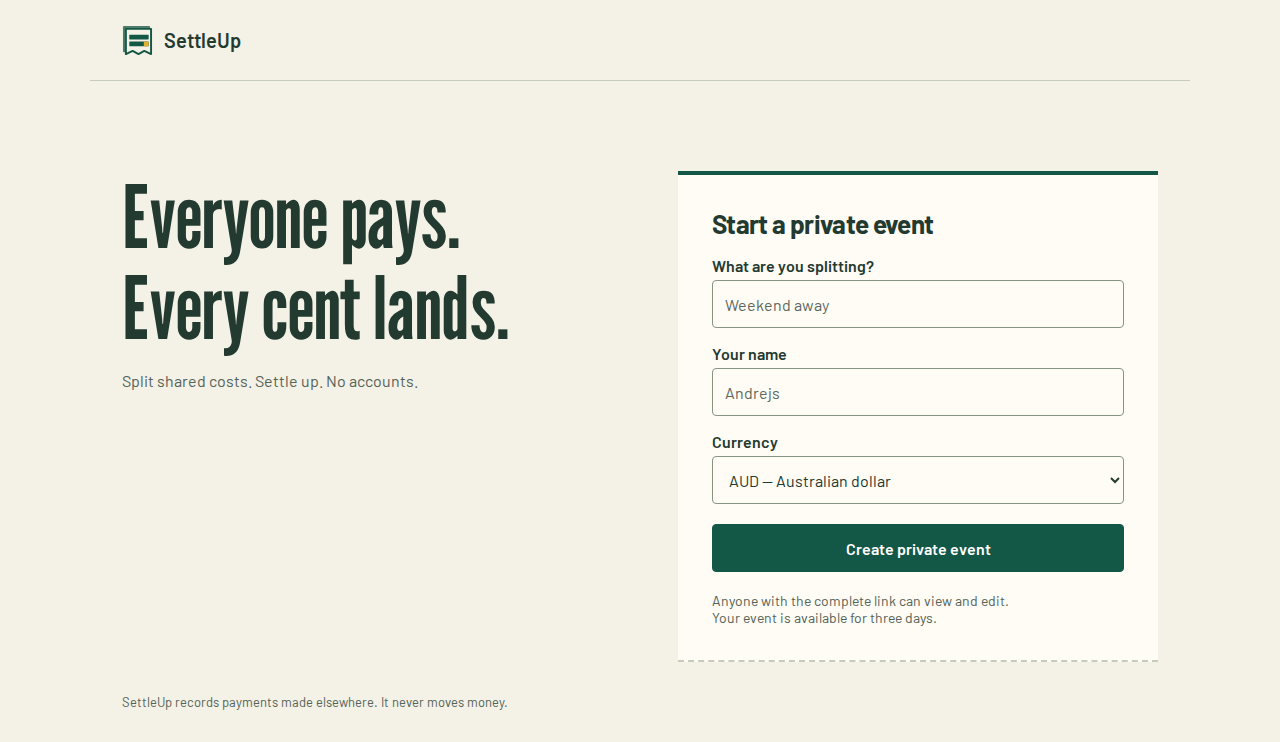 SettleUp
Everyone pays.
Every cent lands.
Split shared costs. Settle up. No accounts.
Start a private event
What are you splitting?
Weekend away
Your name
Andrejs
Currency
AUD — Australian dollar
Create private event
Anyone with the complete link can view and edit.
Your event is available for three days.
SettleUp records payments made elsewhere. It never moves money.